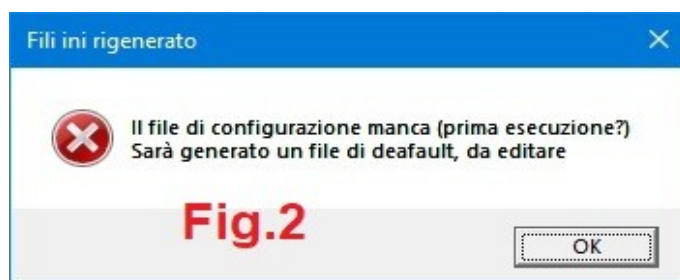 Fili ini rigenerato
Il file di configurazione manca (prima esecuzione?)
Sarà generato un file di deafault, da editare
Fig.2
OK